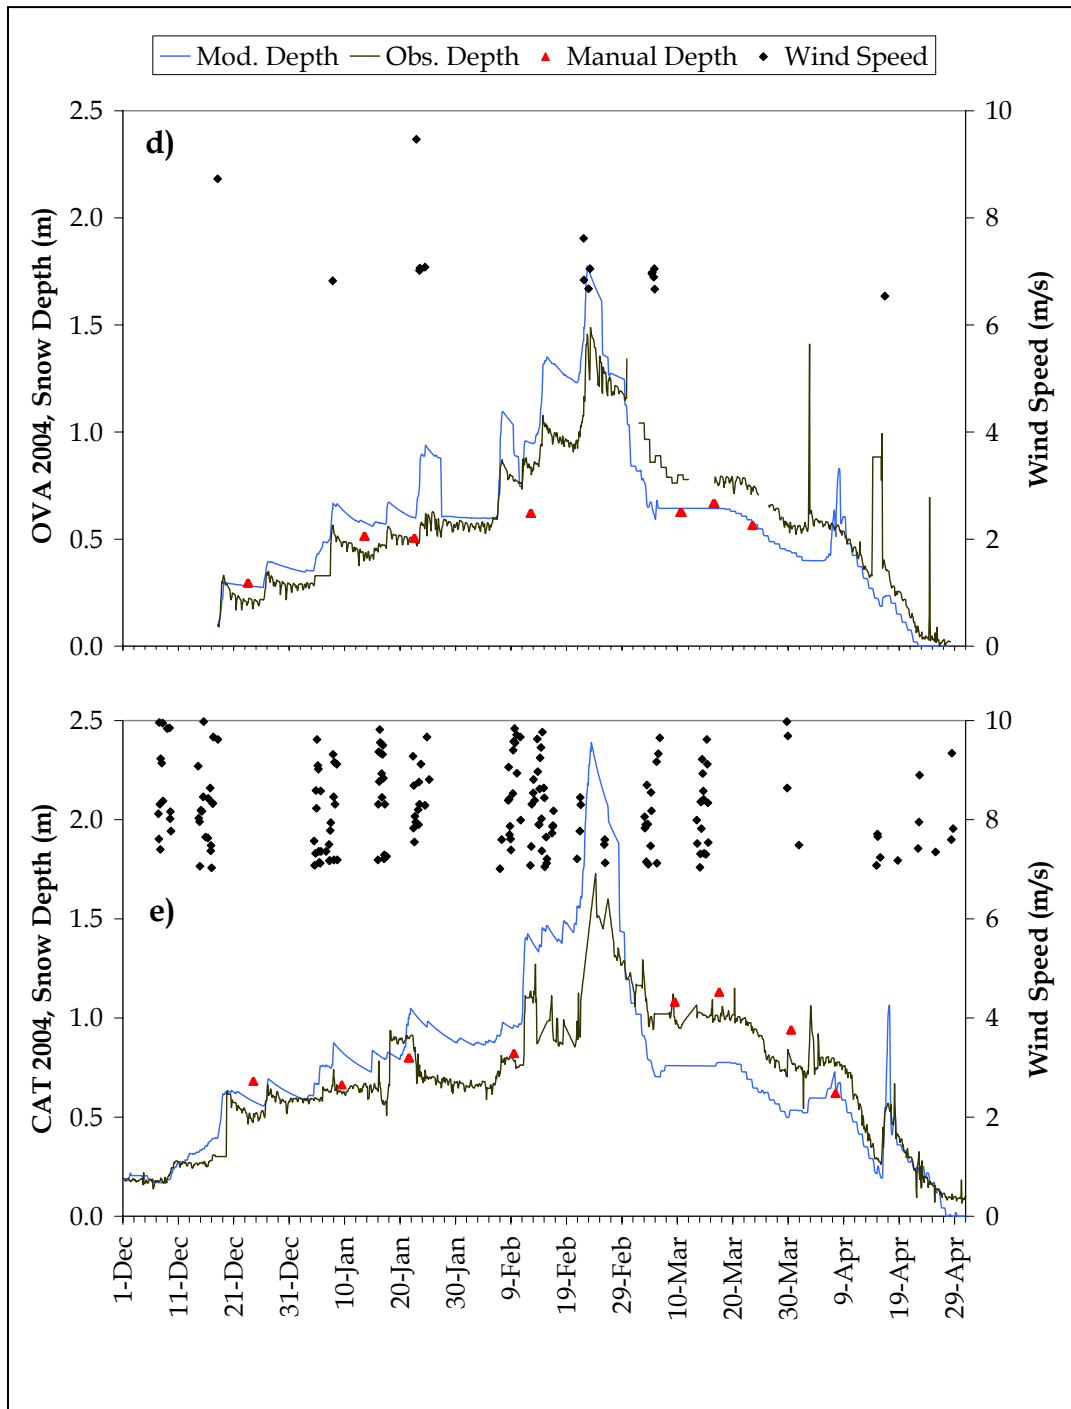 Mod. Depth Obs. Depth Manual Depth Wind Speed
d)
OVA 2004, Snow Depth (m)
2.5
2.0
1.5
1.0
0.5
0.0
10
8
6
4
2
0
Wind Speed (m/s)
e)
CAT 2004, Snow Depth (m)
2.5
2.0
1.5
1.0
0.5
0.0
10
8
6
4
2
0
Wind Speed (m/s)
1-Dec
11-Dec
21-Dec
31-Dec
10-Jan
20-Jan
30-Jan
9-Feb
19-Feb
29-Feb
10-Mar
20-Mar
30-Mar
9-Apr
19-Apr
29-Apr